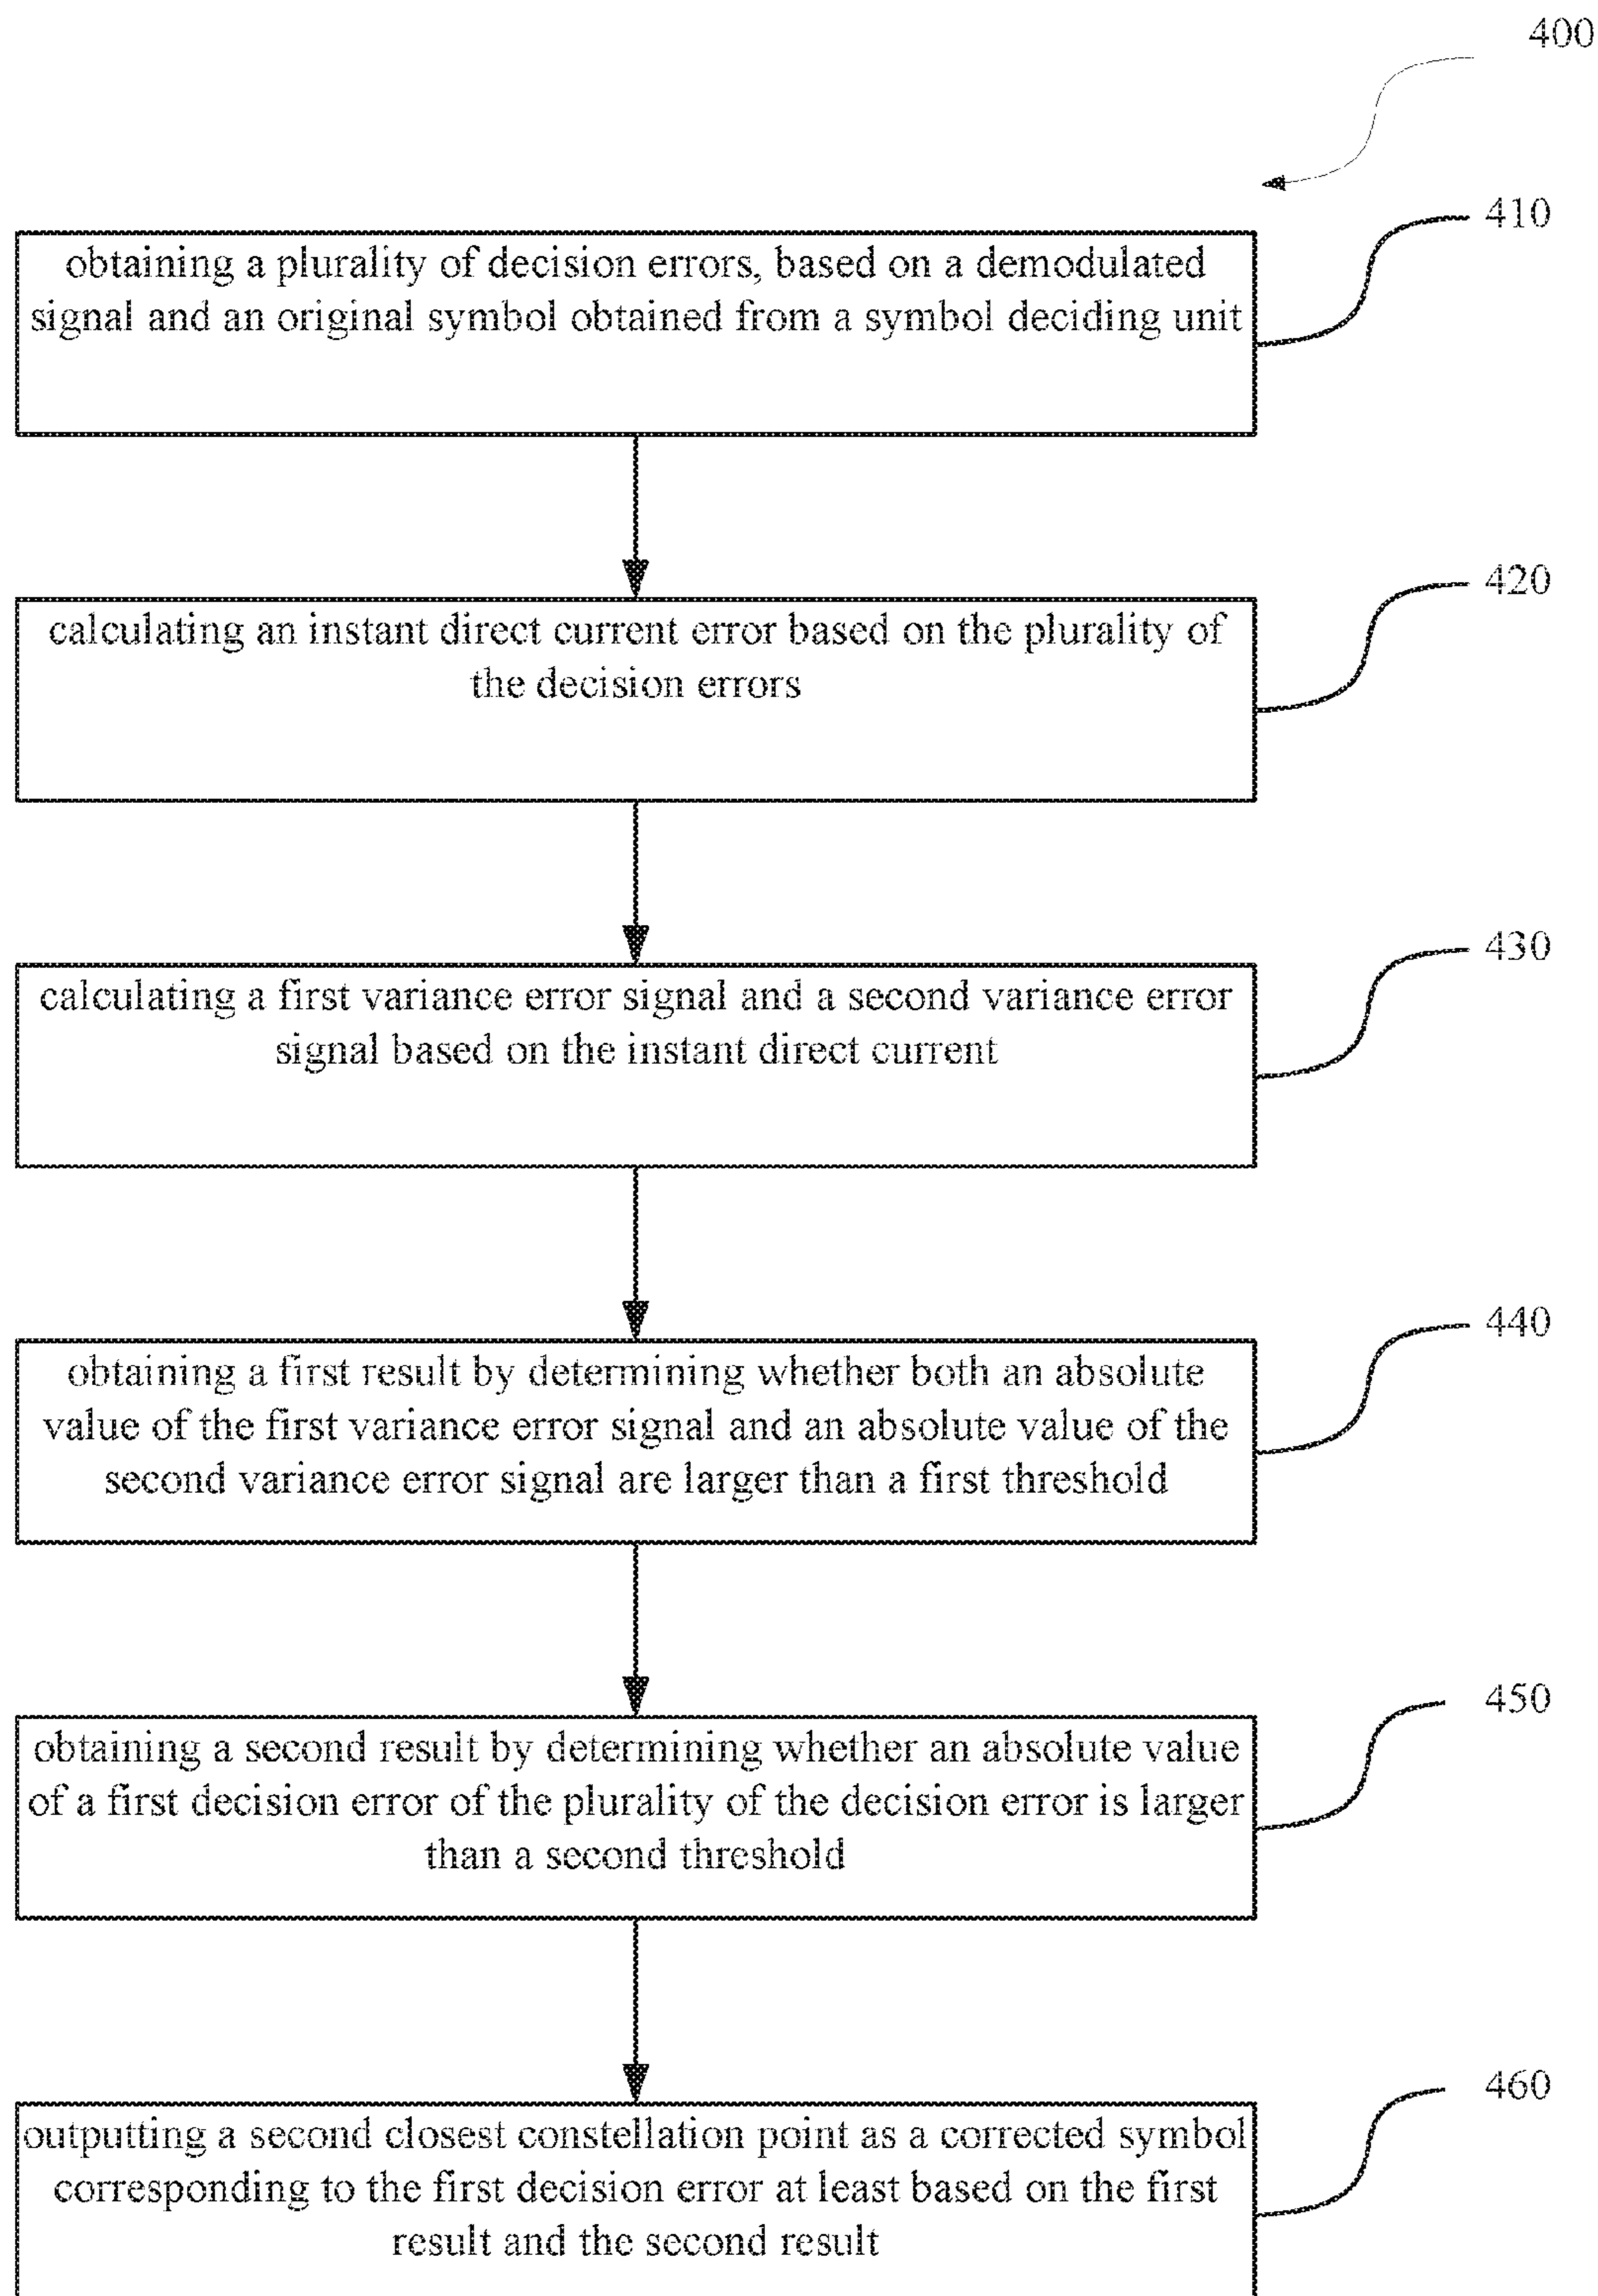 400
410
obtaining a plurality of decision errors, based on a demodulated
signal and an original symbol obtained from a symbol deciding unit
420
calculating an instant direct current error based on the plurality of
the decision errors
430
calculating a first variance error signal and a second variance error
signal based on the instant direct current
440
obtaining a first result by determining whether both an absolute
value of the first variance error signal and an absolute value of the
second variance error signal are larger than a first threshold
450
obtaining a second result by determining whether an absolute value
of a first decision error of the plurality of the decision error is larger
than a second threshold
460
outputting a second closest constellation point as a corrected symbol
corresponding to the first decision error at least based on the first
result and the second result